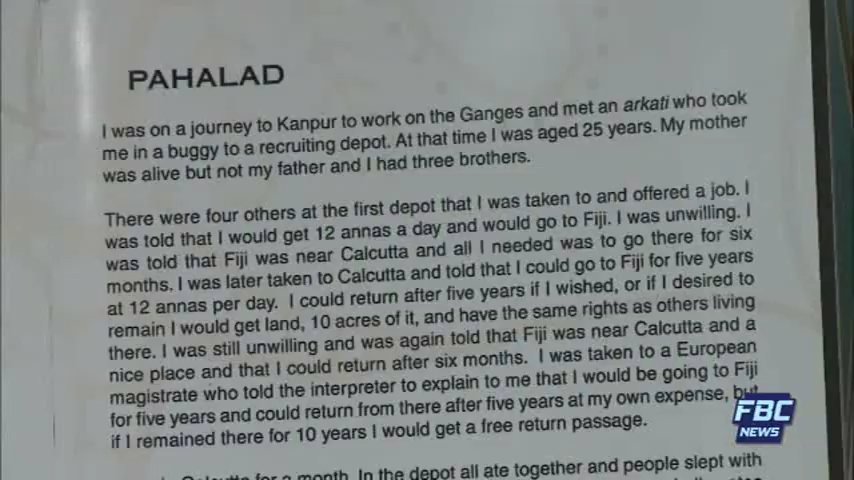 PAHALAD
I was on a journey to Kanpur to work on the Ganges and met an arkati who took
me in a buggy to a recruiting depot. At that time I was aged 25 years. My mother
was alive but not my father and I had three brothers.
There were four others at the first depot that I was taken to and offered a job. I
was told that I would get 12 annas a day and would go to Fiji. I was unwilling. I
was told that Fiji was near Calcutta and all I needed was to go there for six
months. I was later taken to Calcutta and told that I could go to Fiji for five years
at 12 annas per day. I could return after five years if I wished, or if I desired to
remain I would get land, 10 acres of it, and have the same rights as others living
there. I was still unwilling and was again told that Fiji was near Calcutta and a
nice place and that I could return after six months. I was taken to a European
magistrate who told the interpreter to explain to me that I would be going to Fiji
for five years and could return from there after five years at my own expense, but
if I remained there for 10 years I would get a free return passage.
Calcutta for a month. In the depot all ate together and people slept with
FBC
NEWS